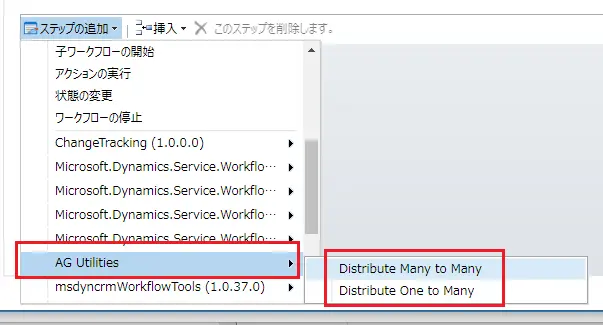 ステップの追加 挿入 このステップを削除します。
子ワークフローの開始
アクションの実行
状態の変更
ワークフローの停止
ChangeTracking (1.0.0.0)
Microsoft.Dynamics.Service.Workflo…
Microsoft.Dynamics.Service.Workflo…
Microsoft.Dynamics.Service.Workflo…
Microsoft.Dynamics.Service.Workflo…
AG Utilities
Distribute Many to Many
msdyncrmWorkflowTools (1.0.37.0)
Distribute One to Many